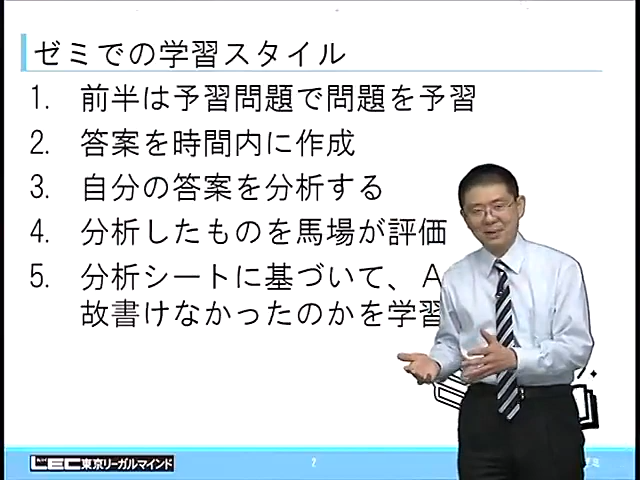 ゼミでの学習スタイル
1. 前半は予習問題で問題を予習
2. 答案を時間内に作成
3. 自分の答案を分析する
4. 分析したものを馬場が評価
5. 分析シートに基づいて、A
故書けなかったのかを学習
LEC東京リーガルマインド
2
ゼミ